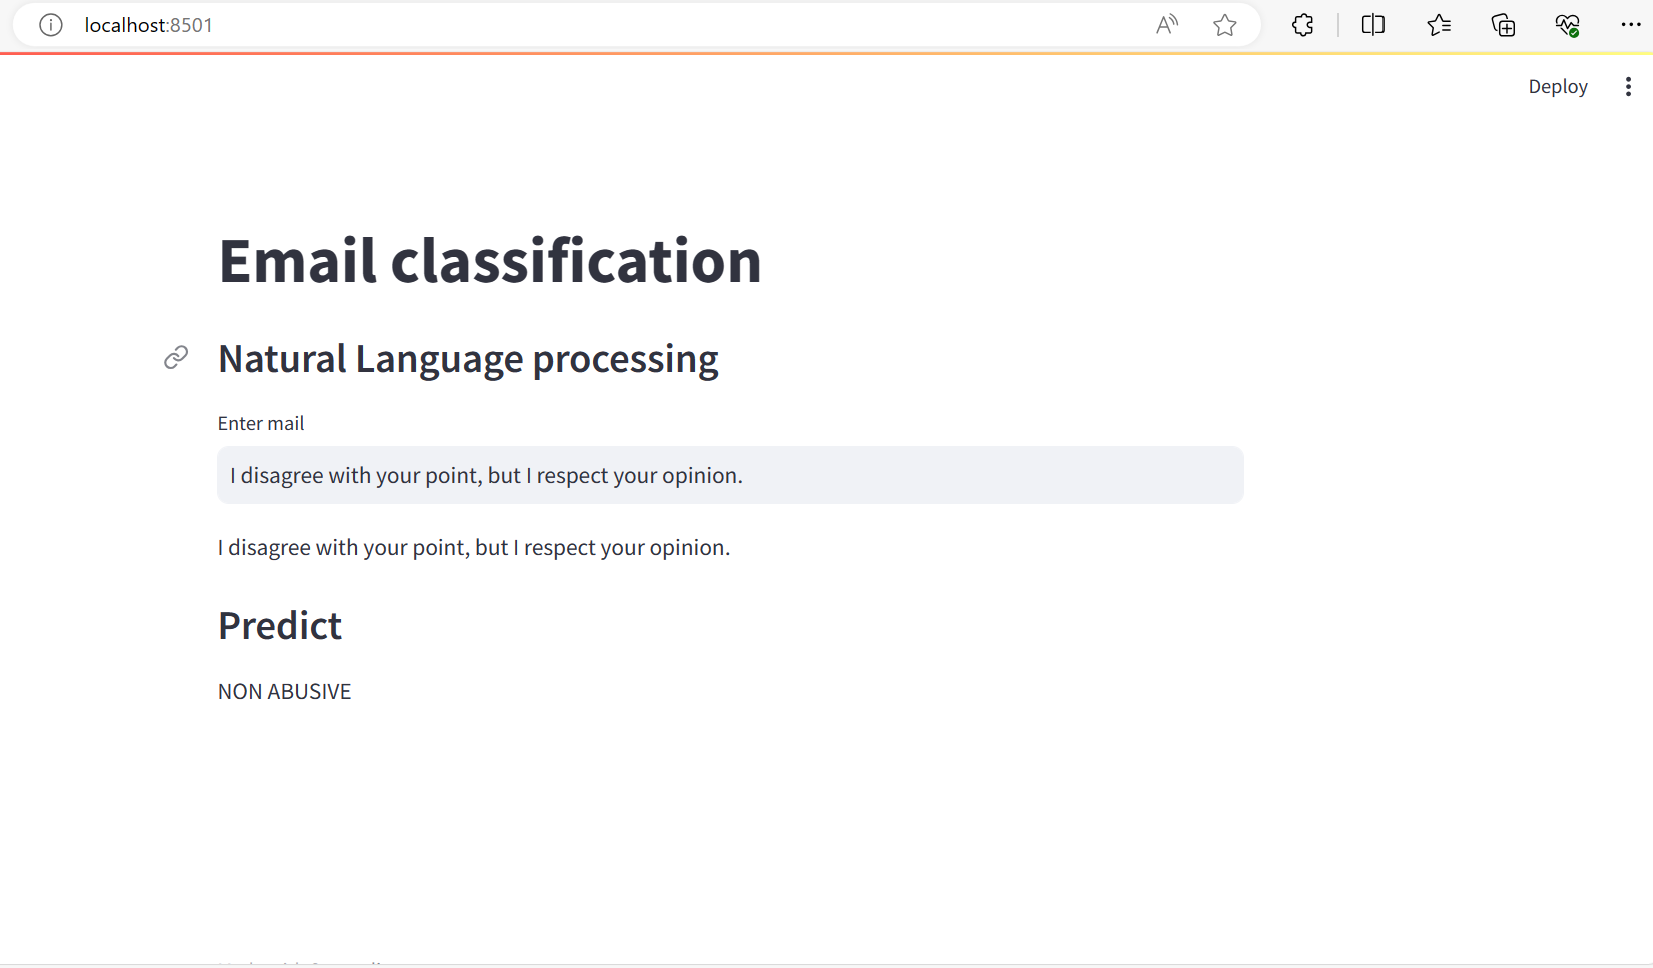 localhost:8501
Deploy
Email classification
Natural Language processing
Enter mail
I disagree with your point, but I respect your opinion.
I disagree with your point, but I respect your opinion.
Predict
NON ABUSIVE